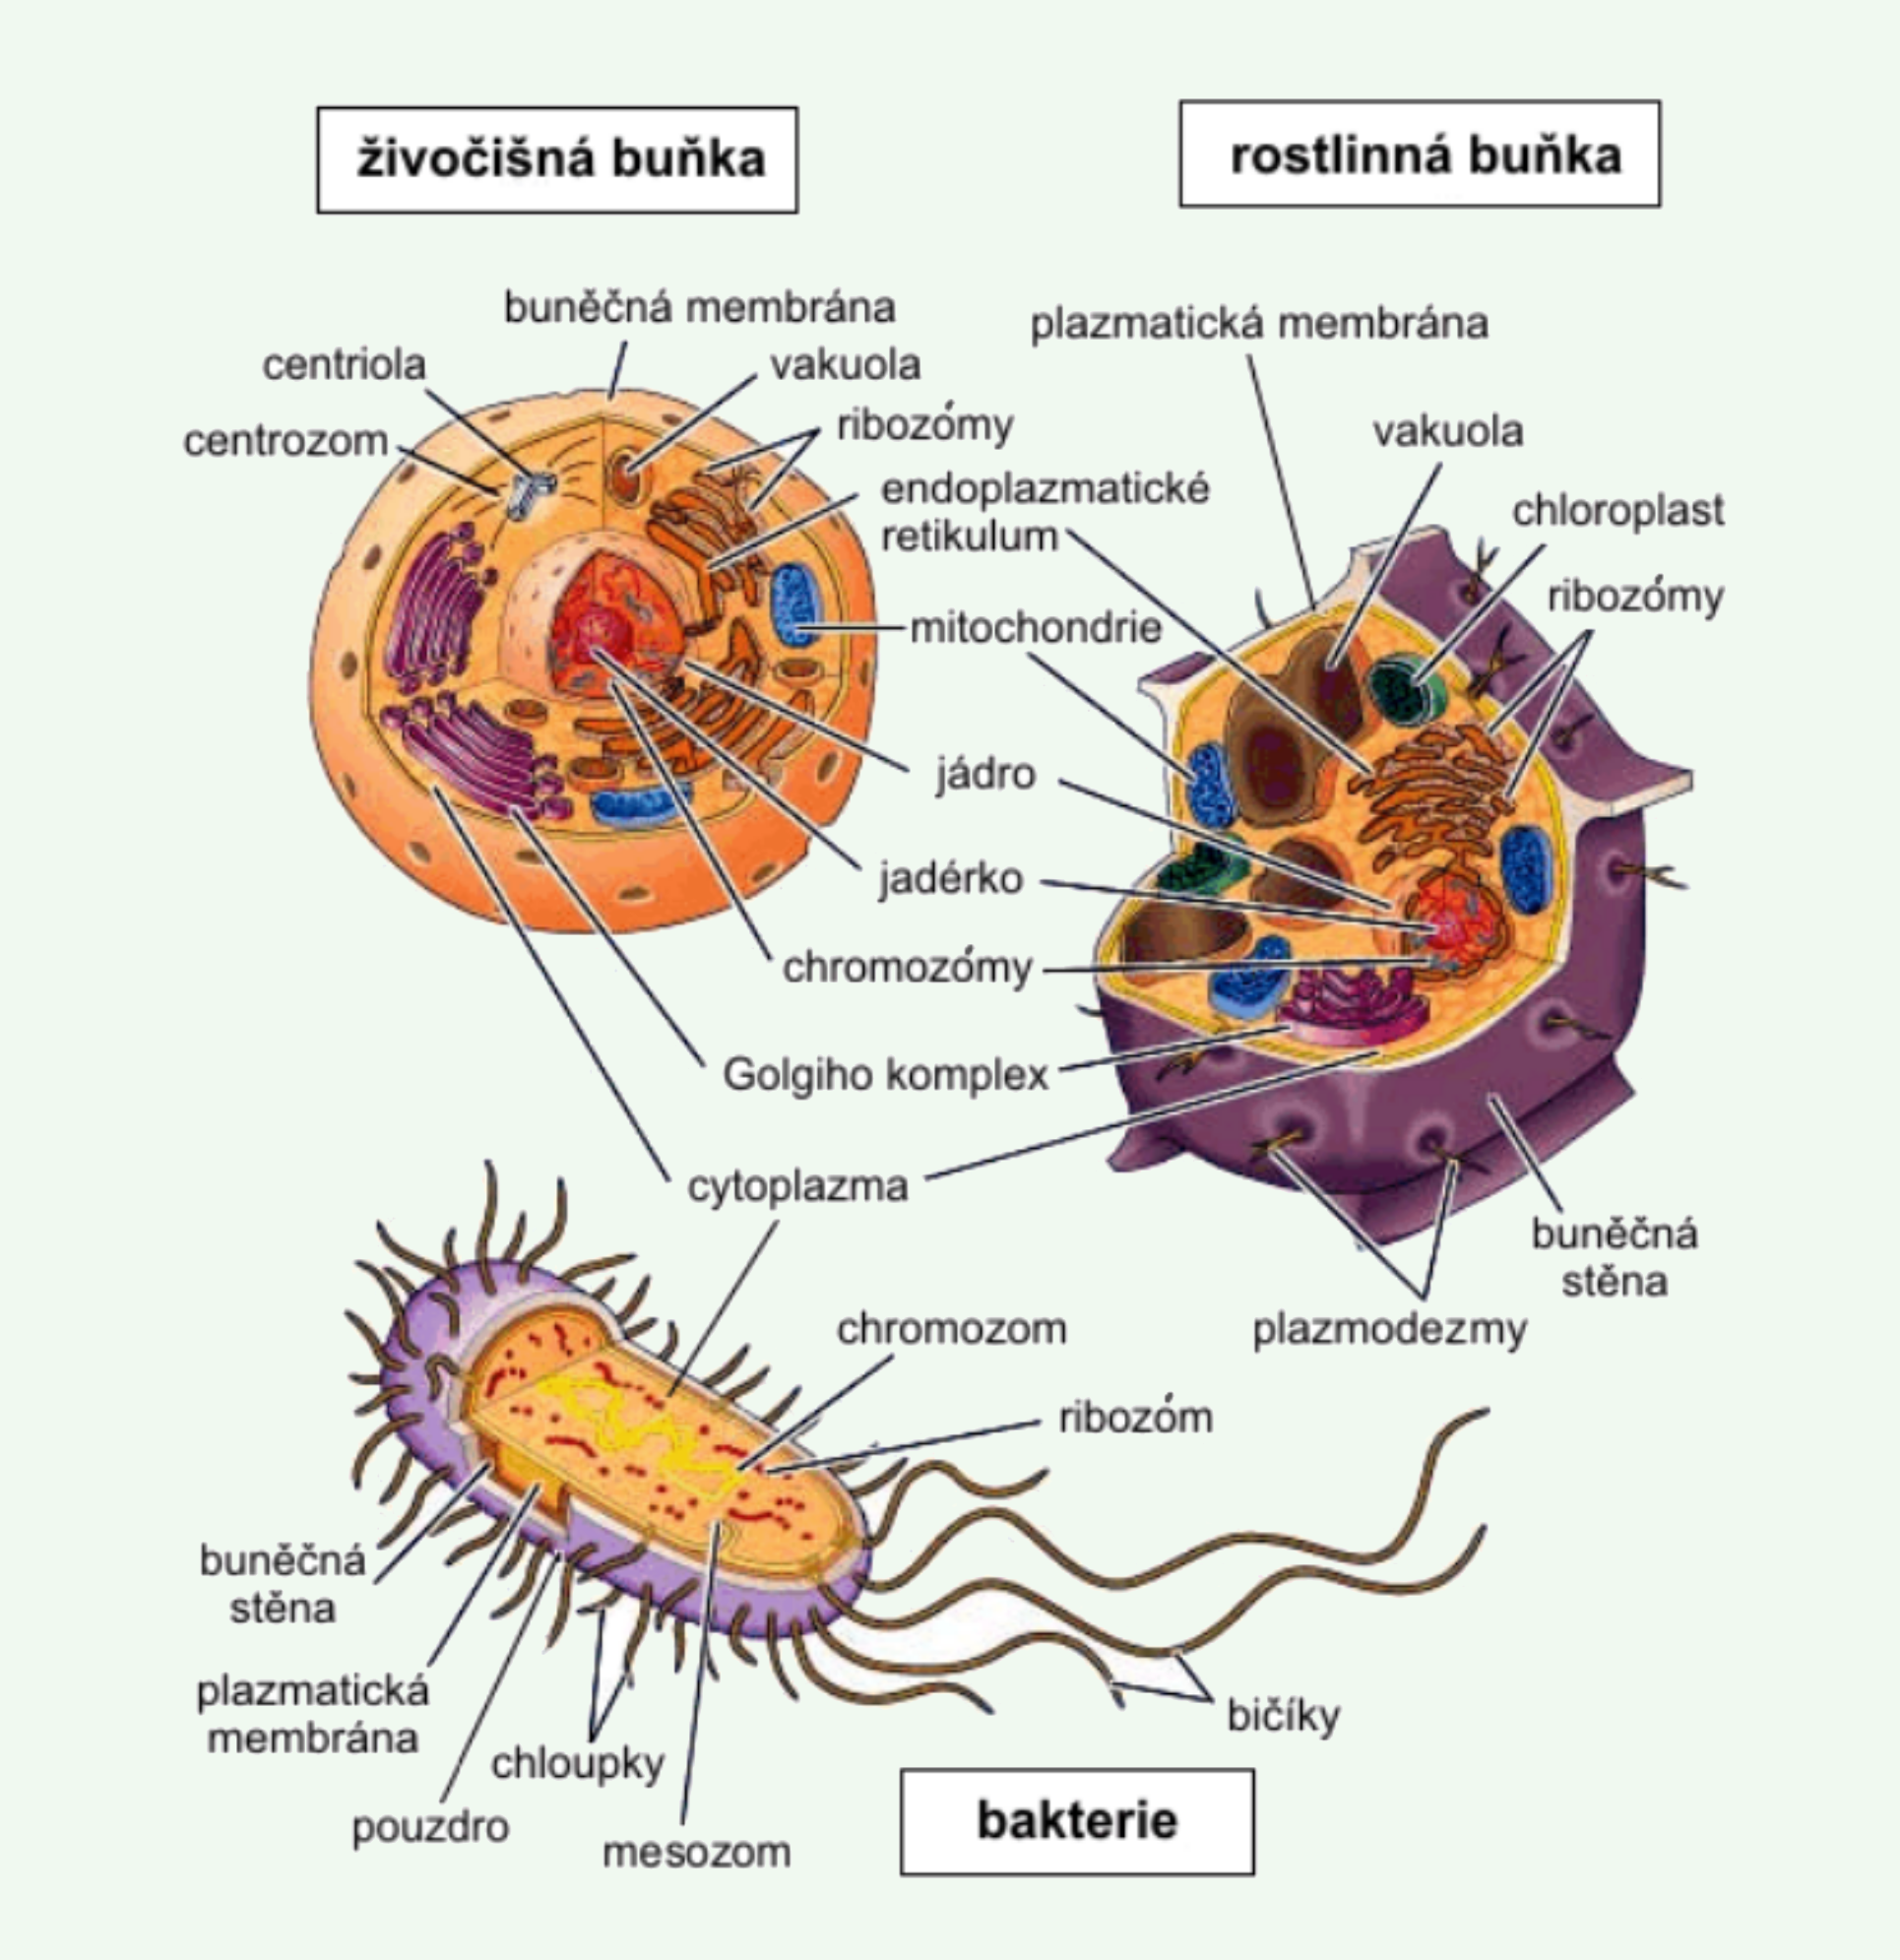 živočišná buňka
rostlinná buňka
buněčná membrána
plazmatická membrána
centriola
vakuola
centrozom
ribozómy
vakuola
endoplazmatické
retikulum
chloroplast
ribozómy
mitochondrie
jádro
jadérko
chromozómy
Golgiho komplex
cytoplazma
buněčná
stěna
plazmodezmy
chromozom
ribozóm
buněčná
stěna
plazmatická
membrána
chloupky
bičíky
pouzdro
mesozom
bakterie